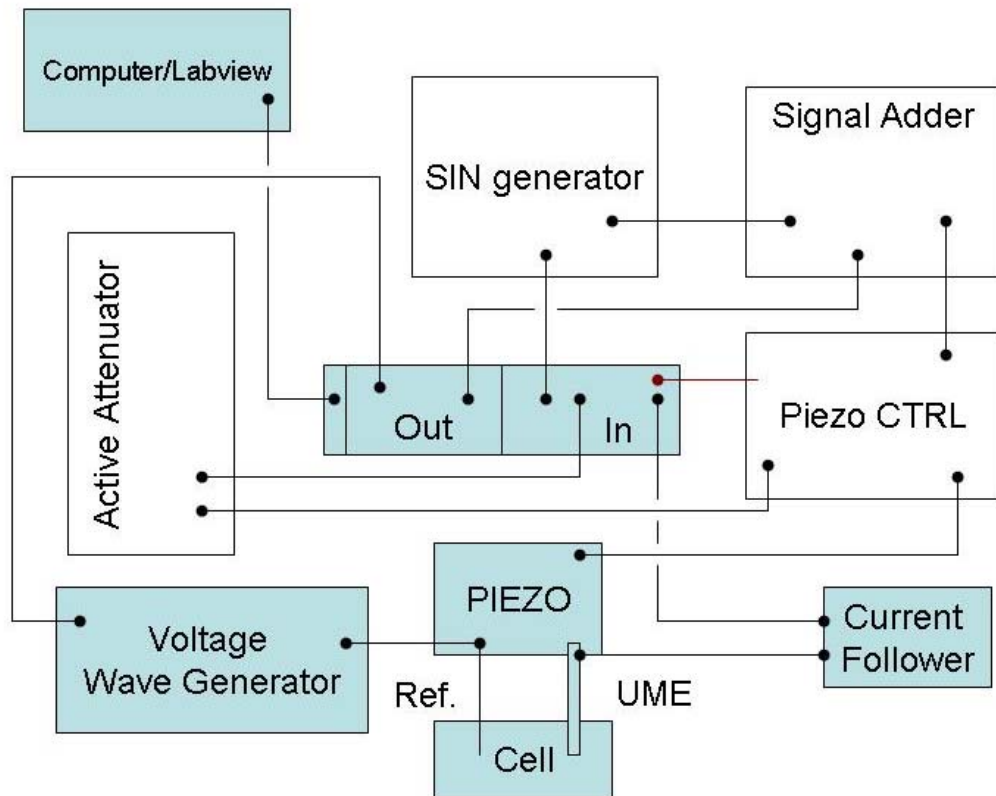 Computer/Labview
SIN generator
Signal Adder
Active Attenuator
Out
In
Piezo CTRL
PIEZO
Voltage
Wave Generator
Ref.
UME
Current
Follower
Cell